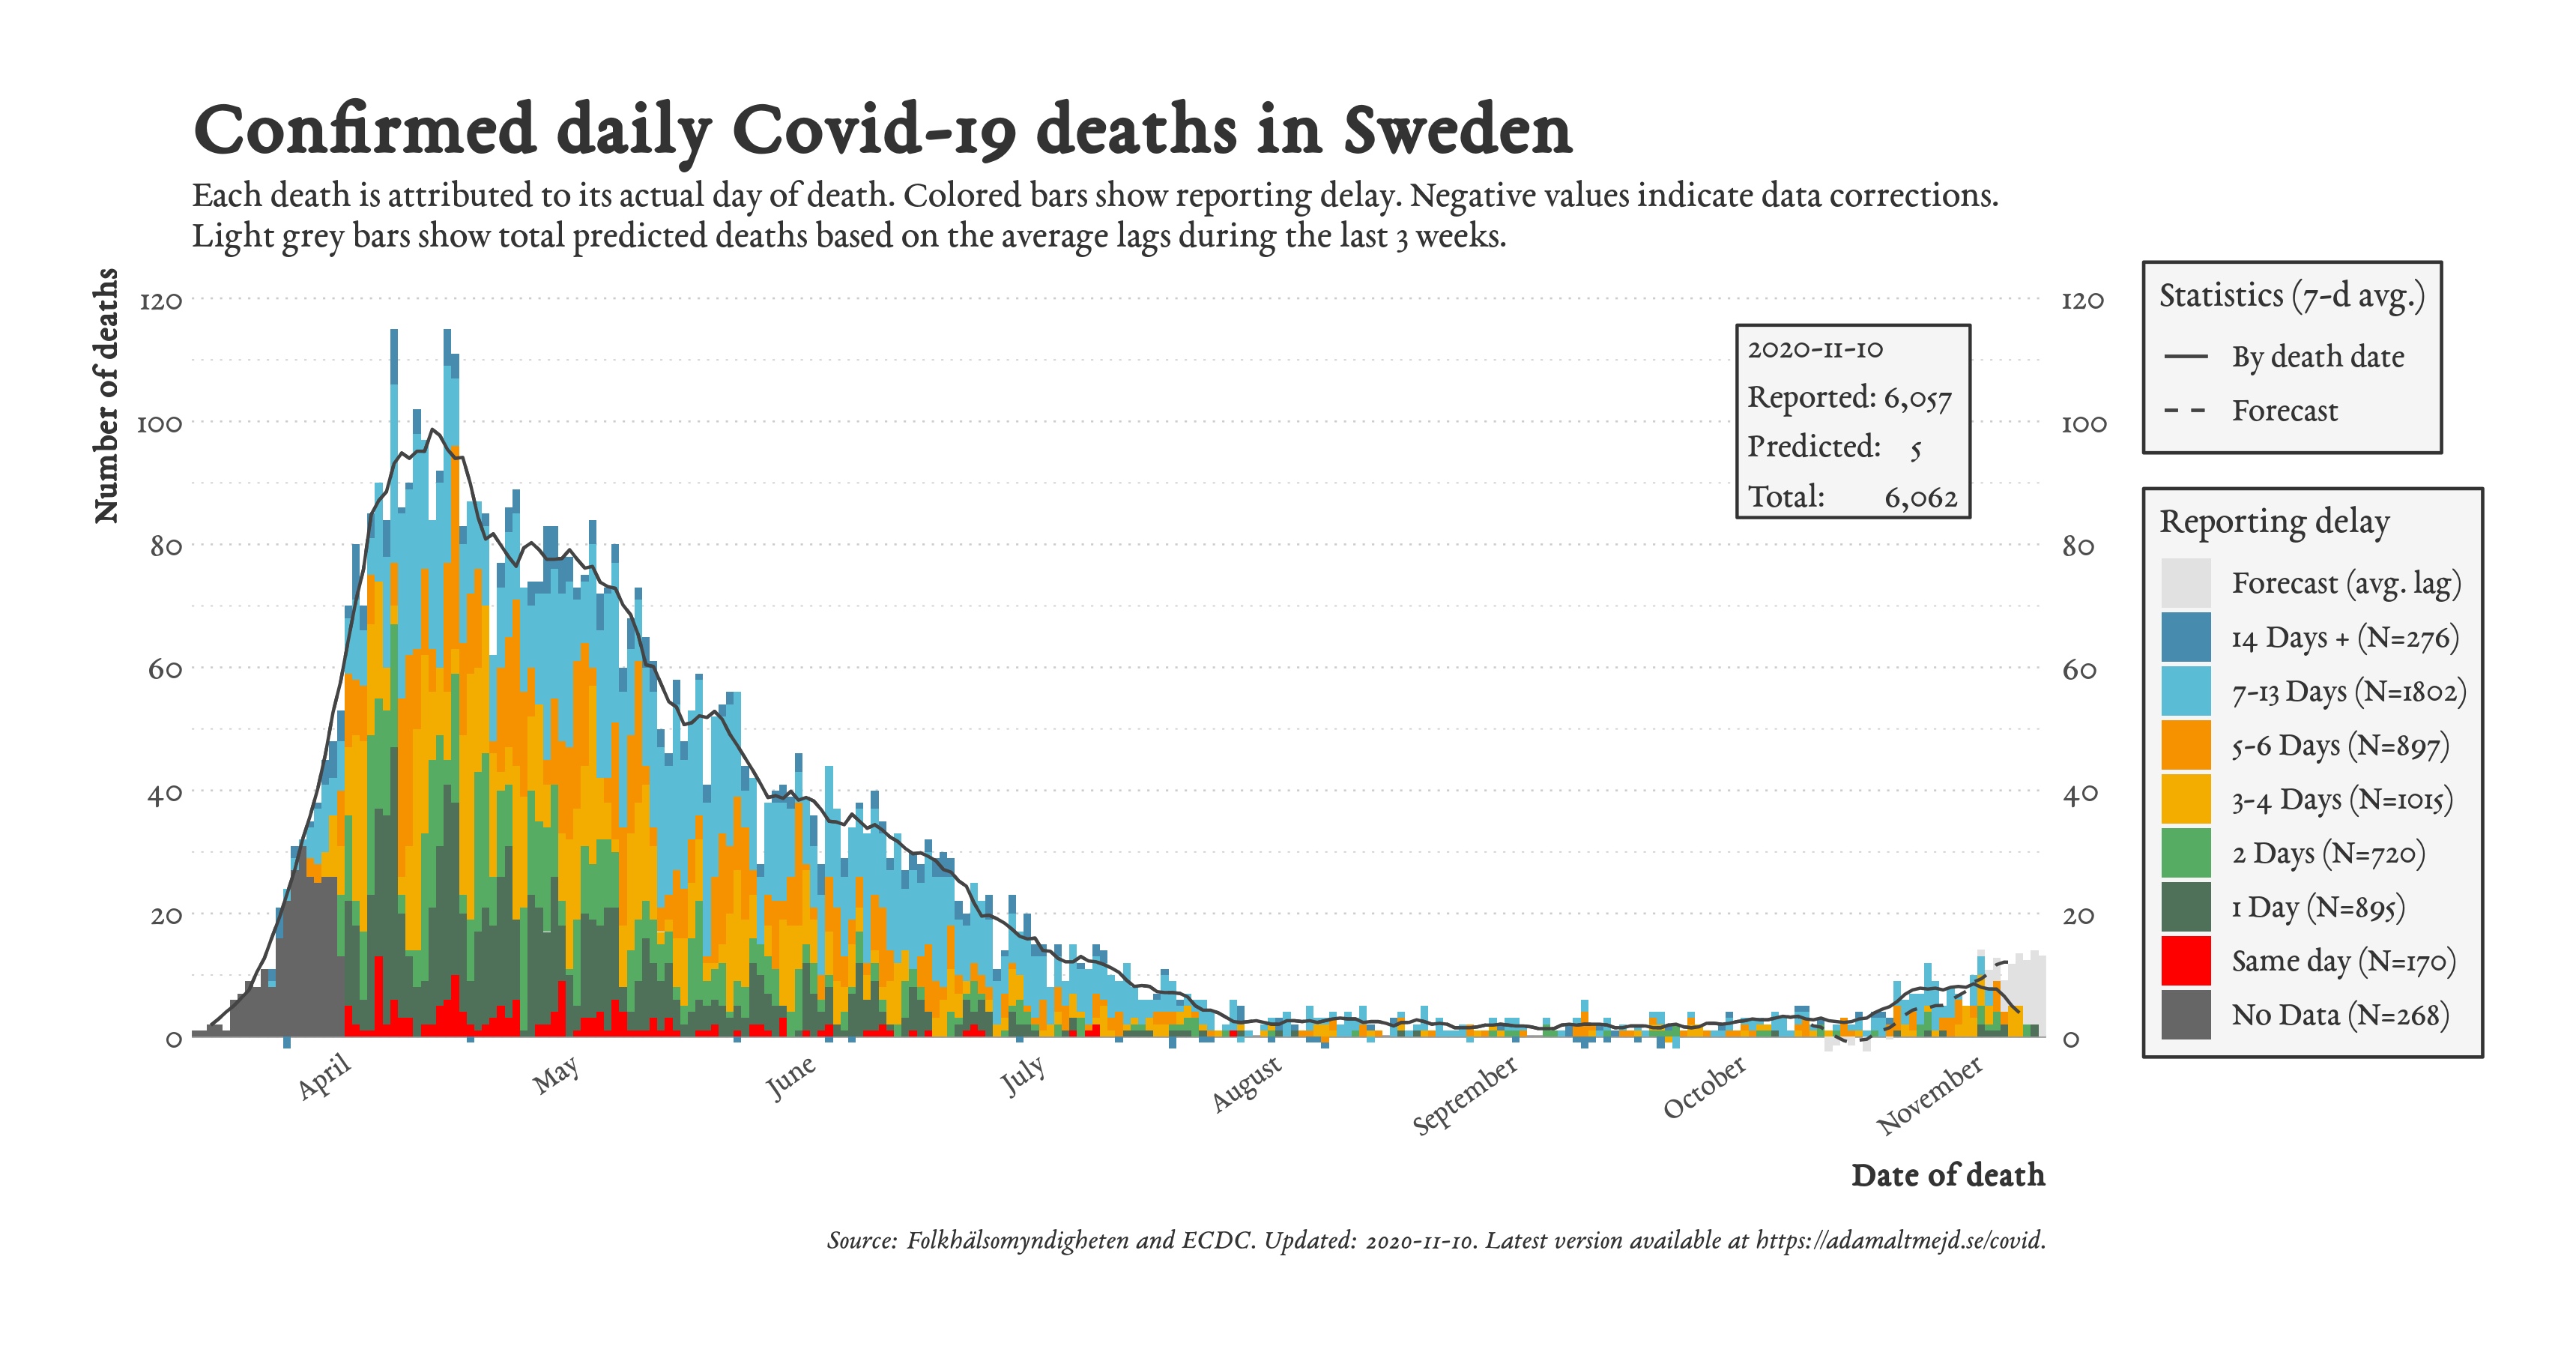 Confirmed daily Covid-19 deaths in Sweden
Each death is attributed to its actual day of death. Colored bars show reporting delay. Negative values indicate data corrections.
Light grey bars show total predicted deaths based on the average lags during the last 3 weeks.
Number of deaths
120
100
80
60
40
20
0
120
100
80
60
40
20
0
2020-11-10
Reported: 6,057
Predicted: 5
Total: 6,062
Statistics (7-d avg.)
By death date
Forecast
Reporting delay
Forecast (avg. lag)
14 Days + (N=276)
7-13 Days (N=1802)
5-6 Days (N=897)
3-4 Days (N=1015)
2 Days (N=720)
1 Day (N=895)
Same day (N=170)
No Data (N=268)
April
May
June
July
August
September
October
November
Date of death
Source: Folkhälsomyndigheten and ECDC. Updated: 2020-11-10. Latest version available at https://adamaltmejd.se/covid.